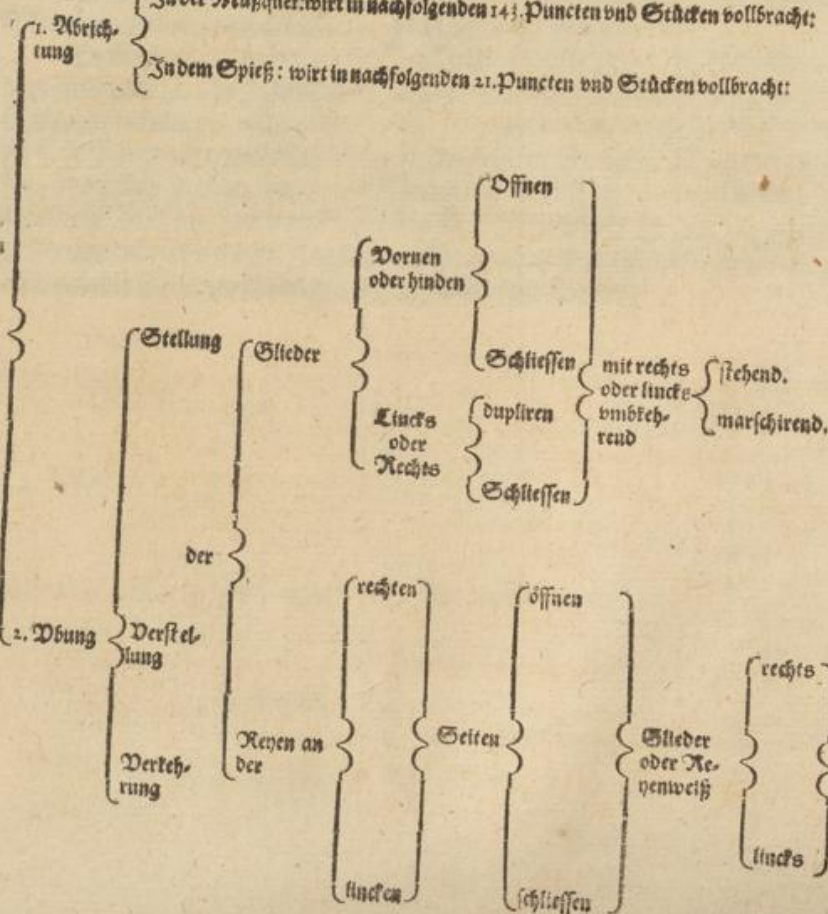 In der Mußquet: wirt in nachfolgenden 143. Puncten vnd Stücken vollbracht:
1. Abrich-
tung
In dem Spieß: wirt in nachfolgenden 21. Puncten vnd Stücken vollbracht:
Offnen
Vornen
oder hinden
Stellung
Glieder
Schliessen
mit rechts
oder lincks
vmbkeh-
rend
stehend.
marschirend.
Lincks
oder
Rechts
dupliren
Schliessen
der
rechten
öffnen
2. Vbung
Verstel-
lung
rechts
Reyen an
der
Seiten
Glieder
oder Re-
yenweiß
Verkeh-
rung
lincken
schliessen
lincks